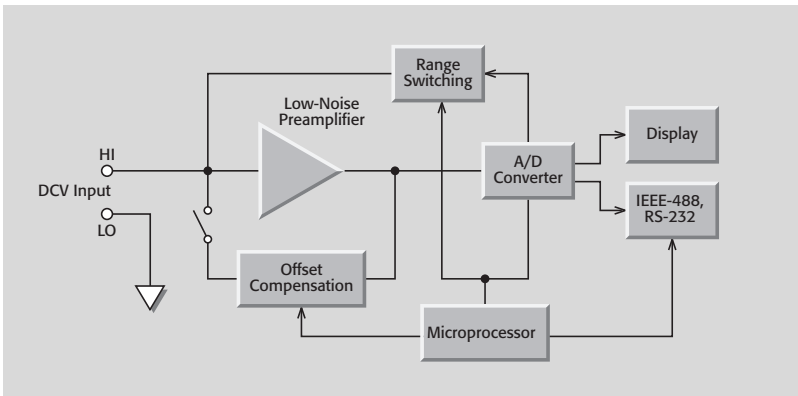 Range
Switching
Low-Noise
Preamplifier
HI
DCV Input
LO
A/D
Converter
Display
IEEE-488,
RS-232
Offset
Compensation
Microprocessor